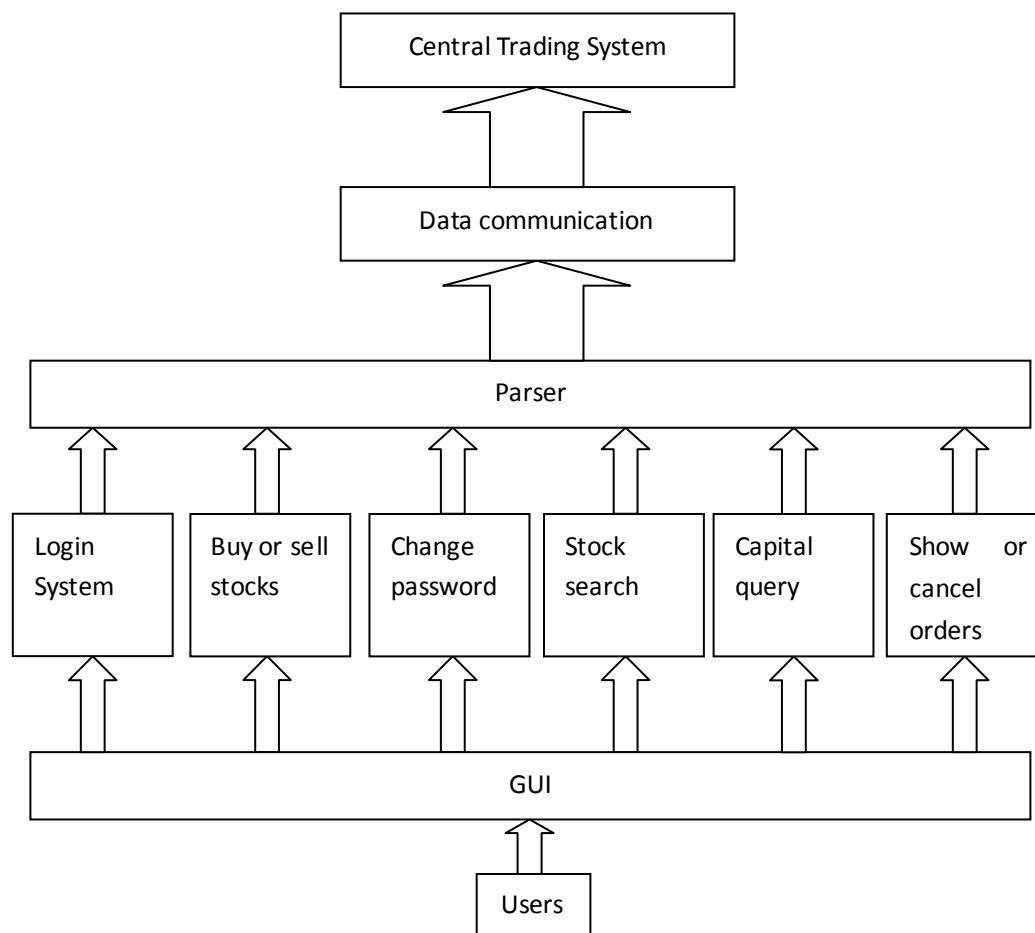 Central Trading System
Data communication
Parser
Login
System
Buy or sell
stocks
Change
password
Stock
search
Capital
query
Show or
cancel
orders
GUI
Users